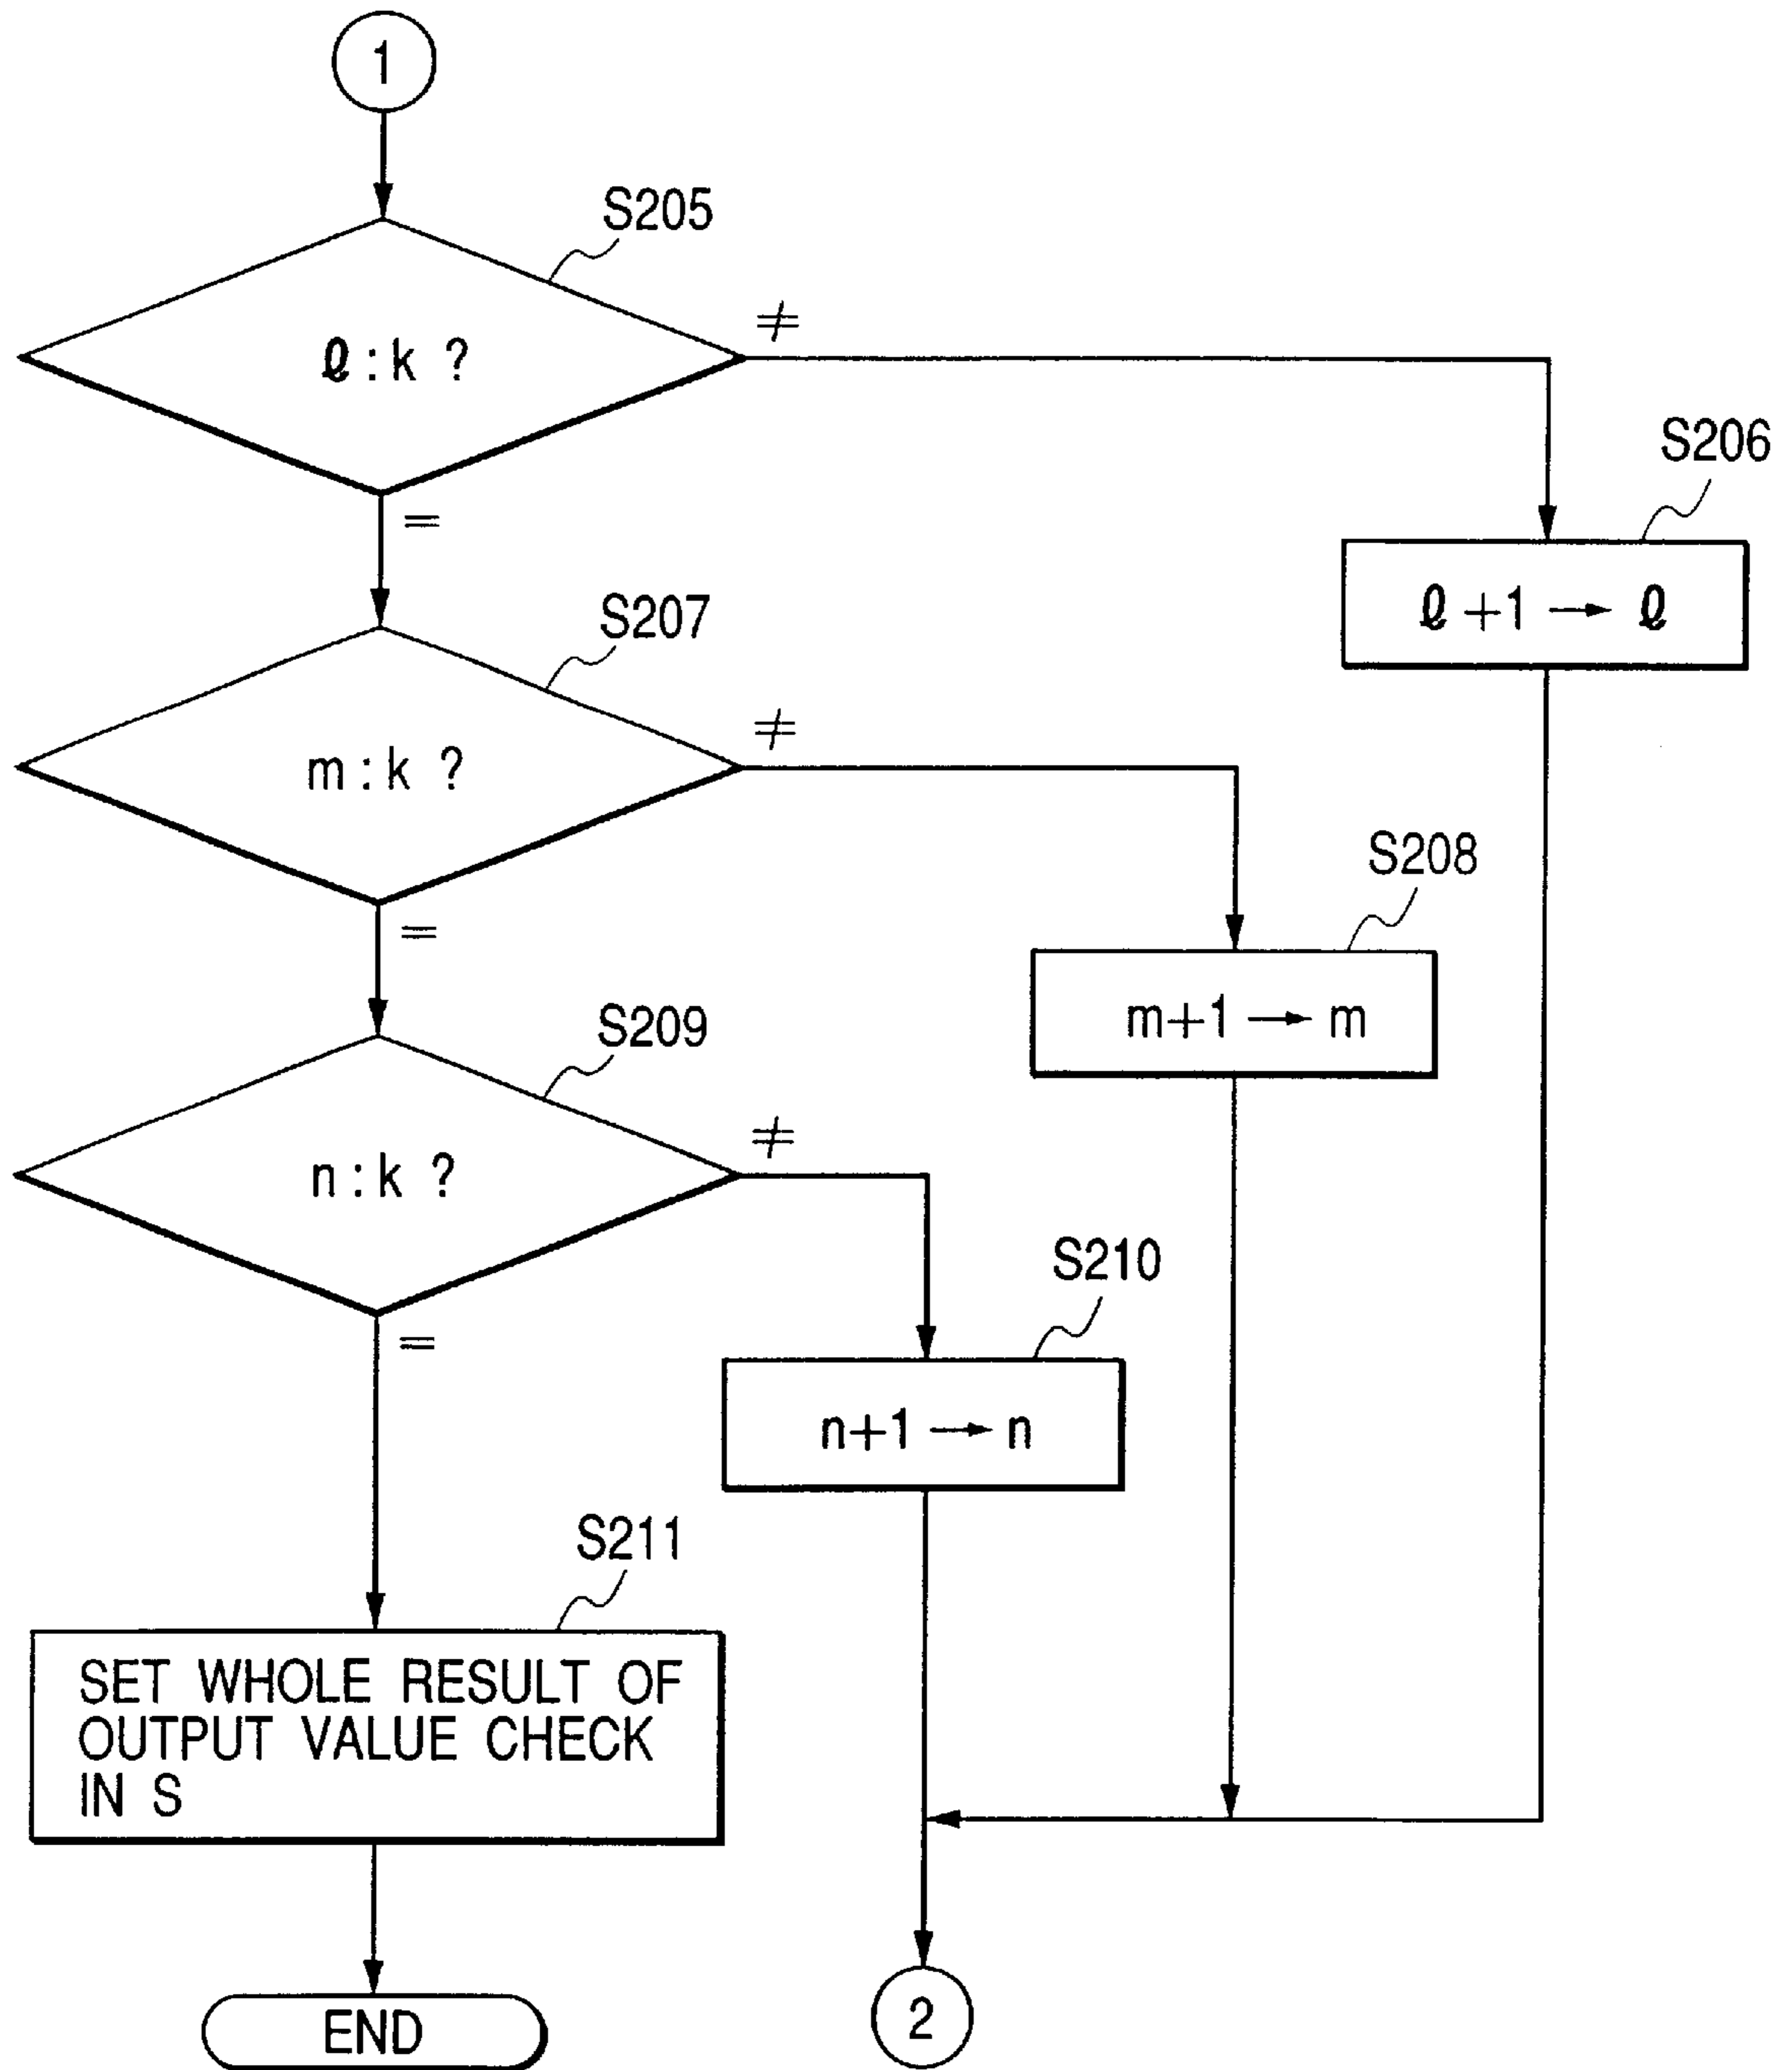 1
S205
ℓ : k ?
≠
=
S206
ℓ +1 → ℓ
S207
m : k ?
≠
=
S208
m+1 → m
S209
n : k ?
≠
=
S210
n+1 → n
S211
SET WHOLE RESULT OF
OUTPUT VALUE CHECK
IN S
END
2